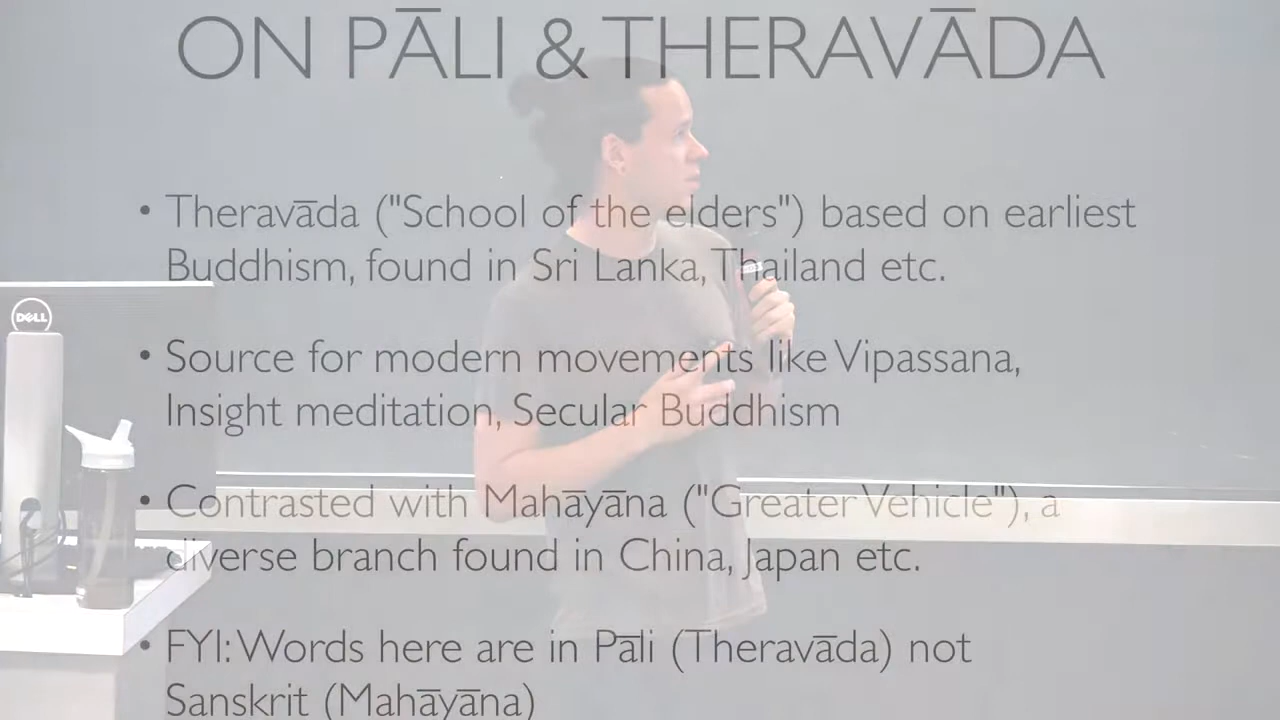 ON PĀLI & THERAVĀDA
• Theravāda ("School of the elders") based on earliest
Buddhism, found in Sri Lanka, Thailand etc.
• Source for modern movements like Vipassana,
Insight meditation, Secular Buddhism
• Contrasted with Mahāyāna ("Greater Vehicle"), a
diverse branch found in China, Japan etc.
• FYI: Words here are in Pāli (Theravāda) not
Sanskrit (Mahāyāna)
DELL